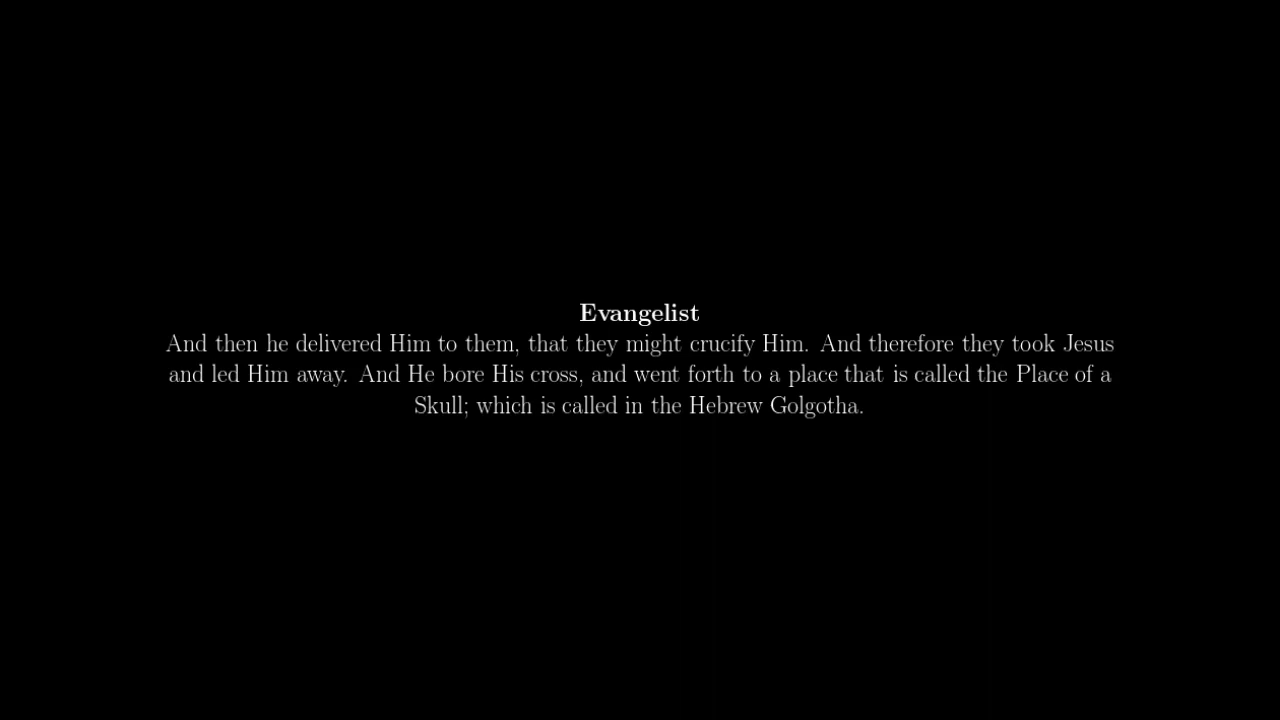 Evangelist
And then he delivered Him to them, that they might crucify Him. And therefore they took Jesus
and led Him away. And He bore His cross, and went forth to a place that is called the Place of a
Skull; which is called in the Hebrew Golgotha.